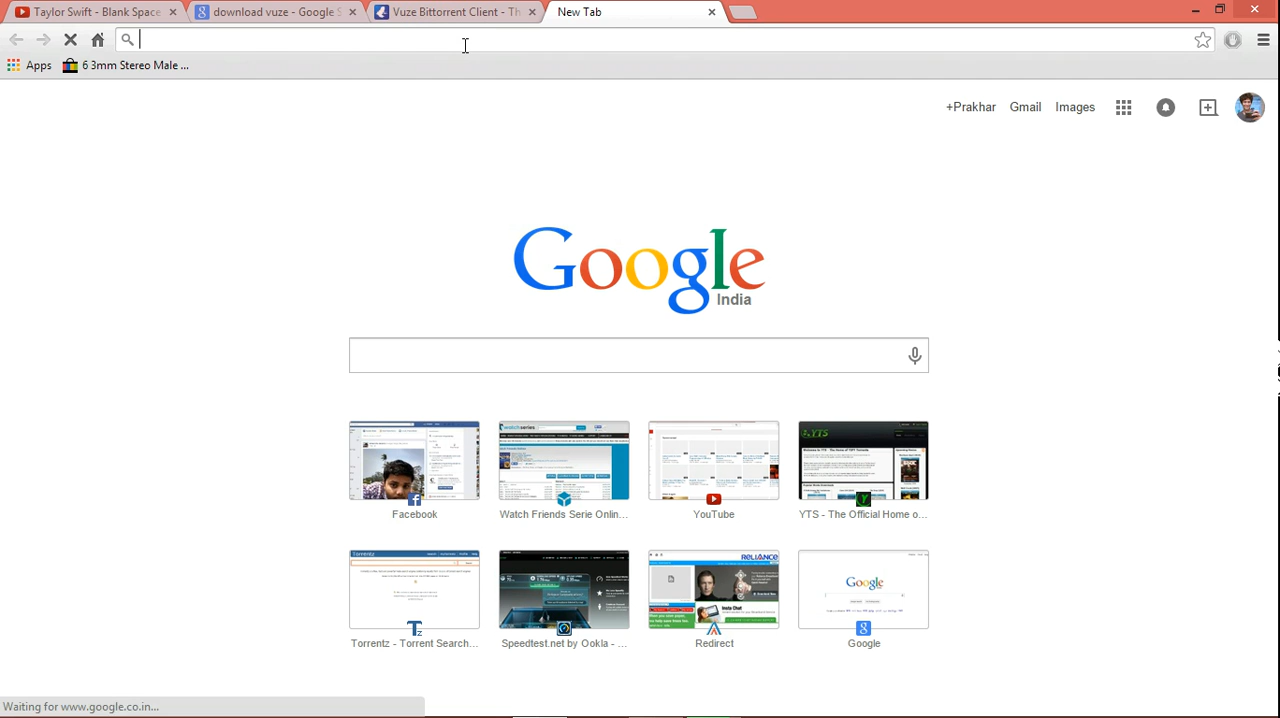 Taylor Swift - Blank Space
download vuze - Google S
Vuze Bittorrent Client - Th
New Tab
Apps
6 3mm Stereo Male ...
+Prakhar
Gmail
Images
Google
India
Facebook
Watch Friends Serie Onlin...
YouTube
YTS - The Official Home o...
Torrentz - Torrent Search...
Speedtest.net by Ookla - ...
Redirect
Google
Waiting for www.google.co.in...